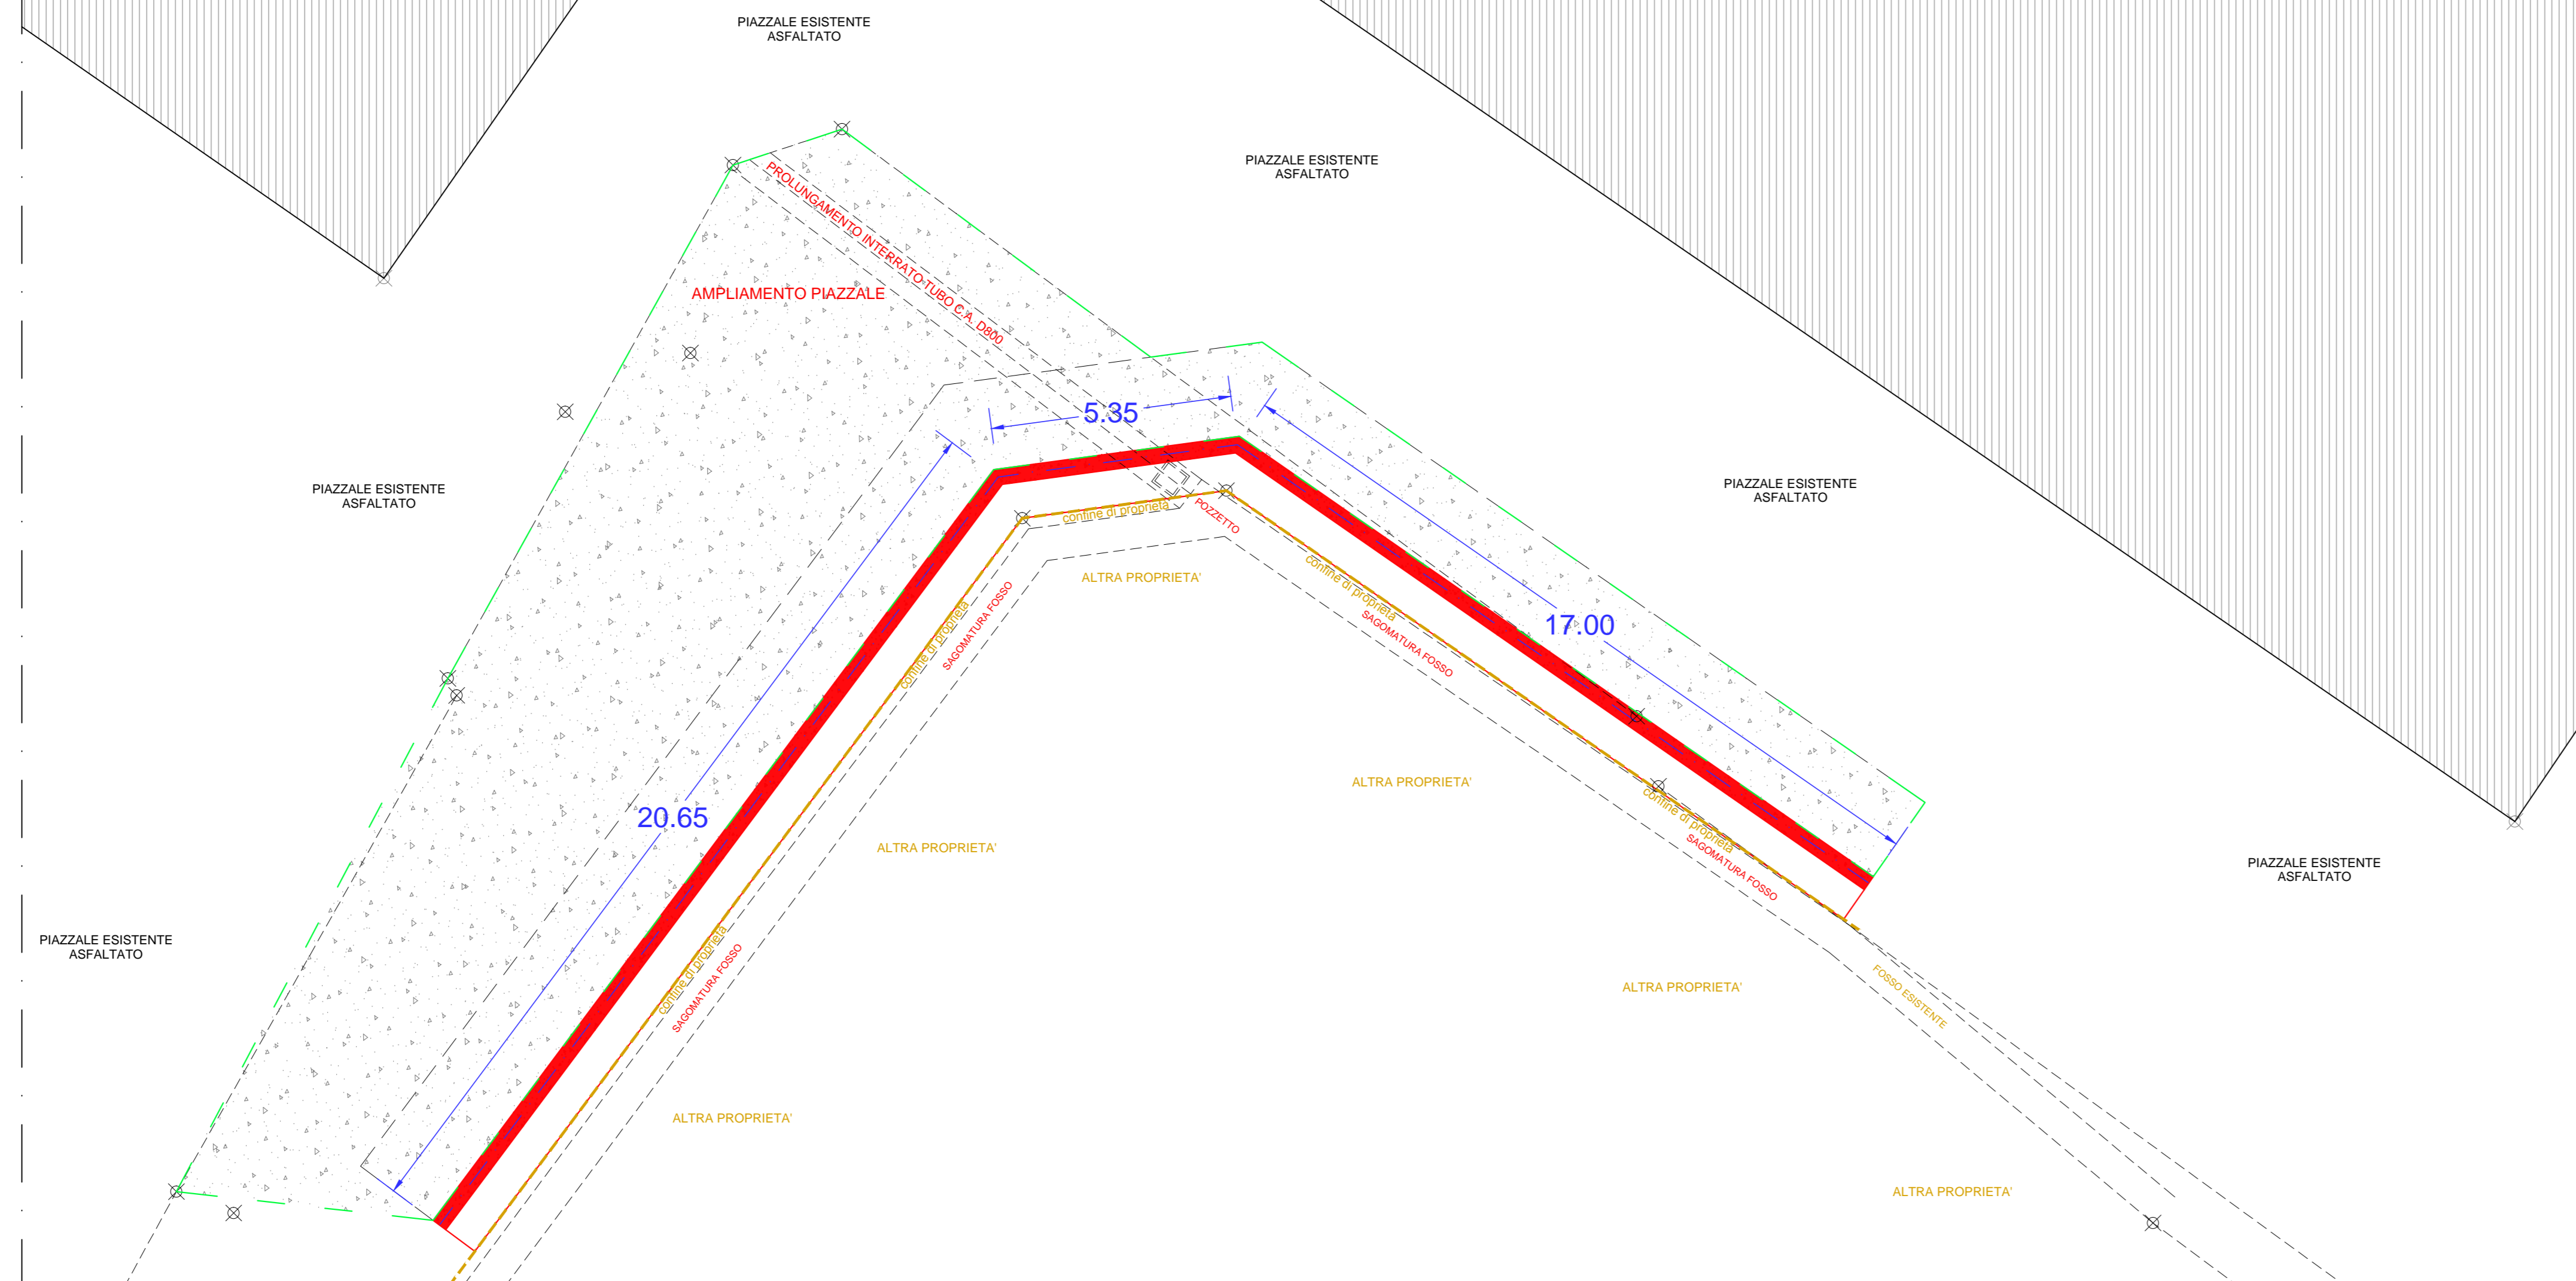 PIAZZALE ESISTENTE
ASFALTATO
PIAZZALE ESISTENTE
ASFALTATO
PROLUNGAMENTO INTERRATO TUBO C.A. D800
AMPLIAMENTO PIAZZALE
5.35
PIAZZALE ESISTENTE
ASFALTATO
PIAZZALE ESISTENTE
ASFALTATO
confine di proprietà
POZZETTO
ALTRA PROPRIETA'
confine di proprietà
SAGOMATURA FOSSO
17.00
confine di proprietà
SAGOMATURA FOSSO
ALTRA PROPRIETA'
20.65
ALTRA PROPRIETA'
confine di proprietà
SAGOMATURA FOSSO
PIAZZALE ESISTENTE
ASFALTATO
PIAZZALE ESISTENTE
ASFALTATO
confine di proprietà
SAGOMATURA FOSSO
ALTRA PROPRIETA'
FOSSO ESISTENTE
ALTRA PROPRIETA'
ALTRA PROPRIETA'